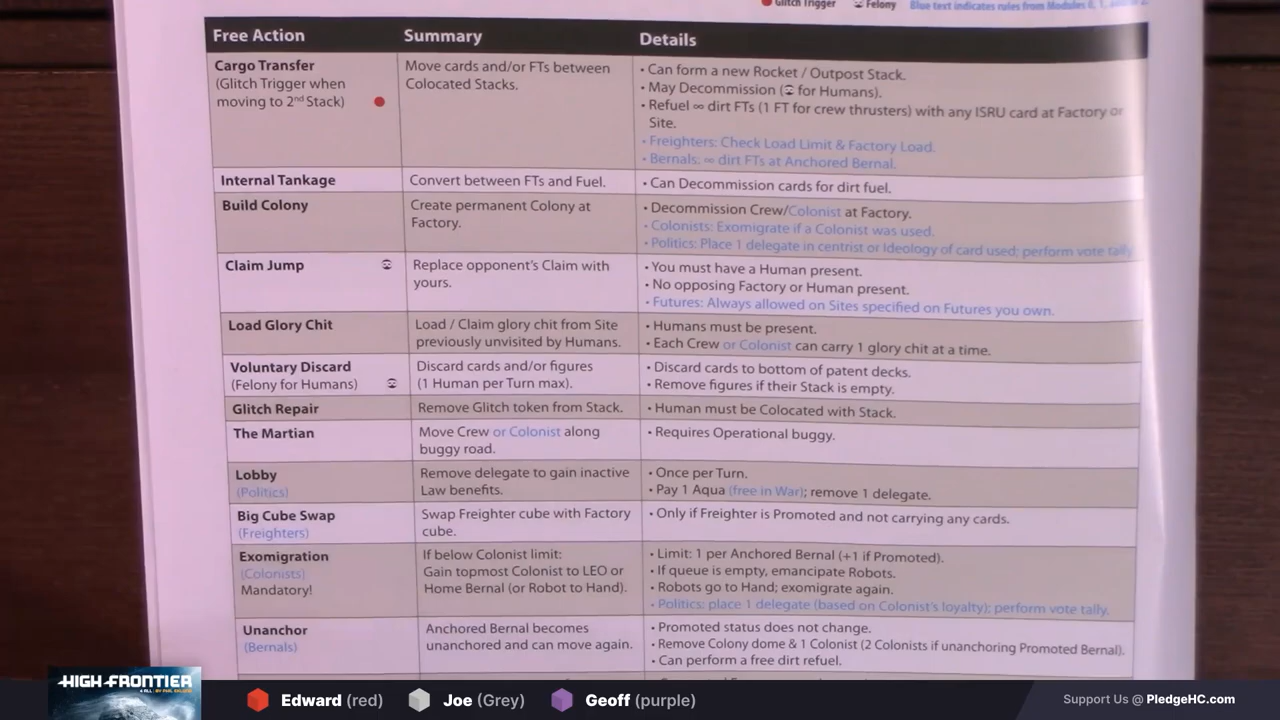 Glitch Trigger Felony Blue text indicates rules from Modules 0, 1,
Free Action Summary Details
Cargo Transfer
(Glitch Trigger when
moving to 2nd Stack)
Move cards and/or FTs between
Colocated Stacks.
• Can form a new Rocket / Outpost Stack.
• May Decommission ( for Humans).
• Refuel ∞ dirt FTs (1 FT for crew thrusters) with any ISRU card at Factory or
Site.
• Freighters: Check Load Limit & Factory Load.
• Bernals: ∞ dirt FTs at Anchored Bernal.
Internal Tankage
Convert between FTs and Fuel.
• Can Decommission cards for dirt fuel.
Build Colony
Create permanent Colony at
Factory.
• Decommission Crew/Colonist at Factory.
• Colonists: Exomigrate if a Colonist was used.
• Politics: Place 1 delegate in centrist or Ideology of card used; perform vote tally
Claim Jump
Replace opponent's Claim with
yours.
• You must have a Human present.
• No opposing Factory or Human present.
• Futures: Always allowed on Sites specified on Futures you own.
Load Glory Chit
Load / Claim glory chit from Site
previously unvisited by Humans.
• Humans must be present.
• Each Crew or Colonist can carry 1 glory chit at a time.
Voluntary Discard
(Felony for Humans)
Discard cards and/or figures
(1 Human per Turn max).
• Discard cards to bottom of patent decks.
• Remove figures if their Stack is empty.
Glitch Repair
Remove Glitch token from Stack.
• Human must be Colocated with Stack.
The Martian
Move Crew or Colonist along
buggy road.
• Requires Operational buggy.
Lobby
(Politics)
Remove delegate to gain inactive
Law benefits.
• Once per Turn.
• Pay 1 Aqua (free in War); remove 1 delegate.
Big Cube Swap
(Freighters)
Swap Freighter cube with Factory
cube.
• Only if Freighter is Promoted and not carrying any cards.
Exomigration
(Colonists)
Mandatory!
If below Colonist limit:
Gain topmost Colonist to LEO or
Home Bernal (or Robot to Hand).
• Limit: 1 per Anchored Bernal (+1 if Promoted).
• If queue is empty, emancipate Robots.
• Robots go to Hand; exomigrate again.
• Politics: place 1 delegate (based on Colonist's loyalty); perform vote tally.
Unanchor
(Bernals)
Anchored Bernal becomes
unanchored and can move again.
• Promoted status does not change.
• Remove Colony dome & 1 Colonist (2 Colonists if unanchoring Promoted Bernal).
• Can perform a free dirt refuel.
HIGH FRONTIER
4 ALL
Edward (red) Joe (Grey) Geoff (purple) Support Us @ PledgeHC.com